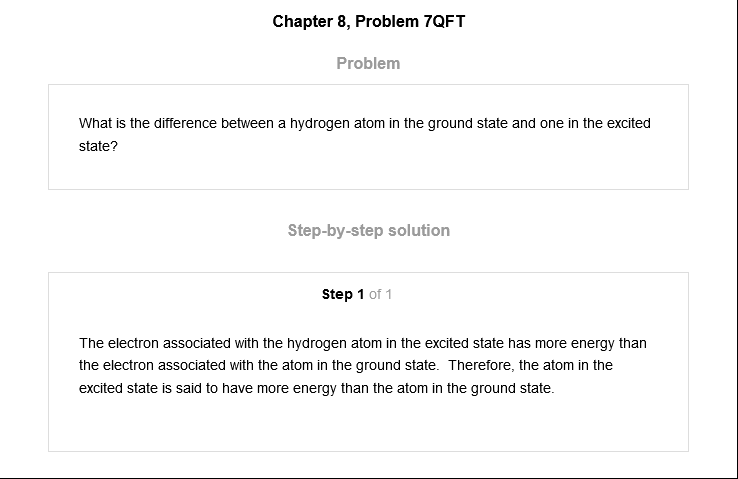 Chapter 8, Problem 7QFT
Problem
What is the difference between a hydrogen atom in the ground state and one in the excited
state?
Step-by-step solution
Step 1 of 1
The electron associated with the hydrogen atom in the excited state has more energy than
the electron associated with the atom in the ground state.  Therefore, the atom in the
excited state is said to have more energy than the atom in the ground state.